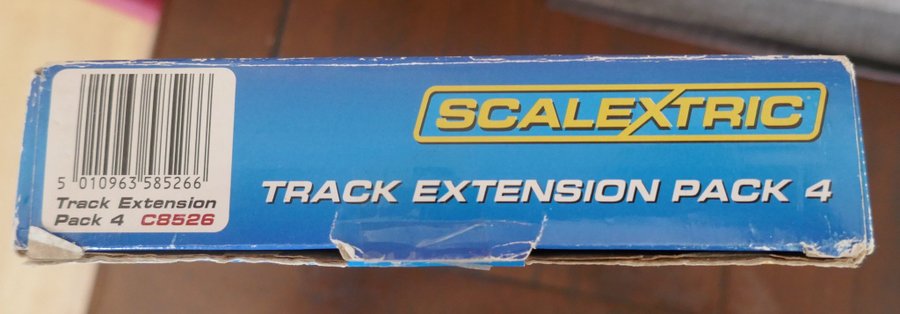 5 010963 585266
Track Extension
Pack 4 C8526
SCALEXTRIC
TRACK EXTENSION PACK 4